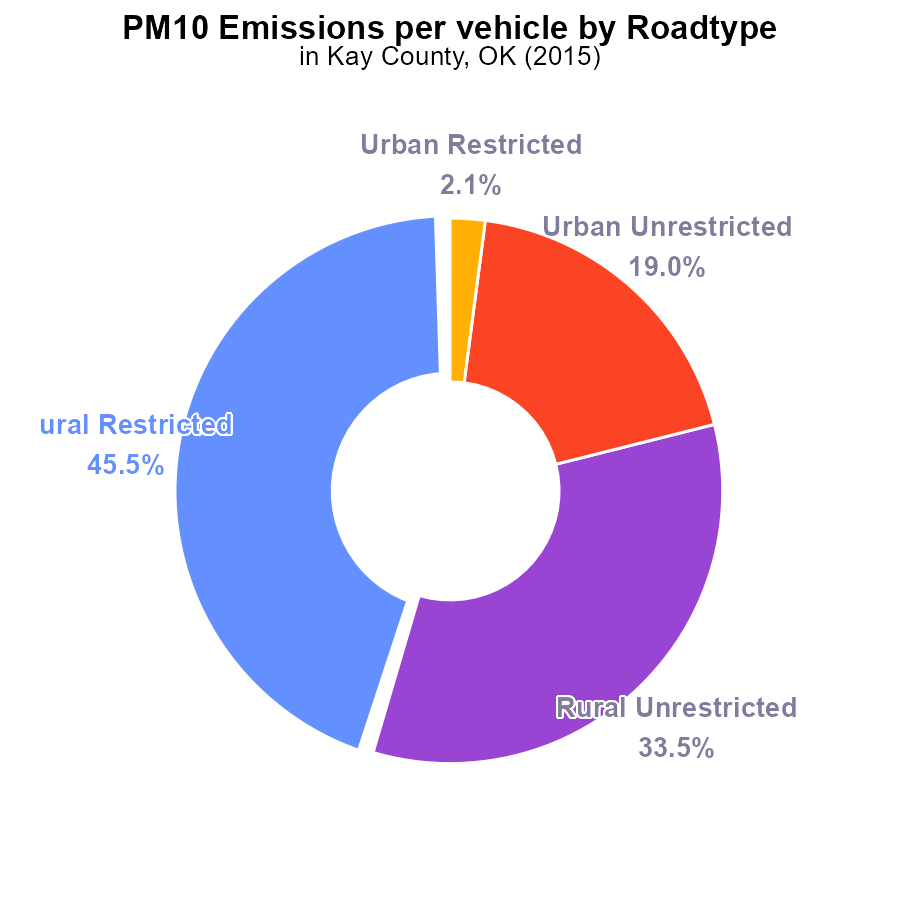 PM10 Emissions per vehicle by Roadtype
in Kay County, OK (2015)
Urban Restricted
2.1%
Urban Unrestricted
19.0%
ural Restricted
45.5%
Rural Unrestricted
33.5%